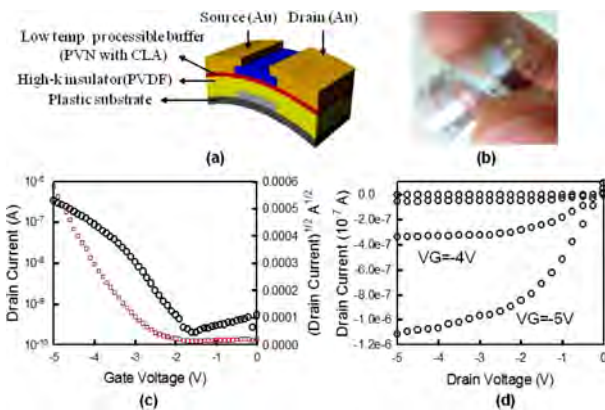 Source (Au) Drain (Au)
Low temp. processible buffer
(PVN with CLA)
High-k insulator(PVDF)
Plastic substrate
(a)
(b)
10⁻⁶
10⁻⁷
10⁻⁸
10⁻⁹
10⁻¹⁰
Drain Current (A)
-5 -4 -3 -2 -1 0
Gate Voltage (V)
0.0006
0.0005
0.0004
0.0003
0.0002
0.0001
0.0000
(Drain Current)¹ᐟ² A¹ᐟ²
(c)
0.0
-2.0e-7
-4.0e-7
-6.0e-7
-8.0e-7
-1.0e-6
-1.2e-6
Drain Current (10⁻⁷ A)
VG=-4V
VG=-5V
-5 -4 -3 -2 -1 0
Drain Voltage (V)
(d)